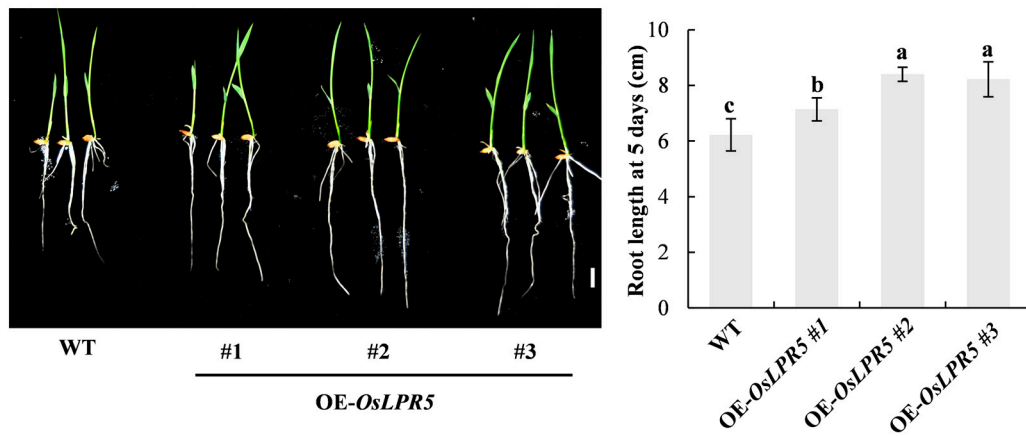 WT
#1
#2
#3
OE-OsLPR5
Root length at 5 days (cm)
10
8
6
4
2
0
c
b
a
a
WT
OE-OsLPR5 #1
OE-OsLPR5 #2
OE-OsLPR5 #3